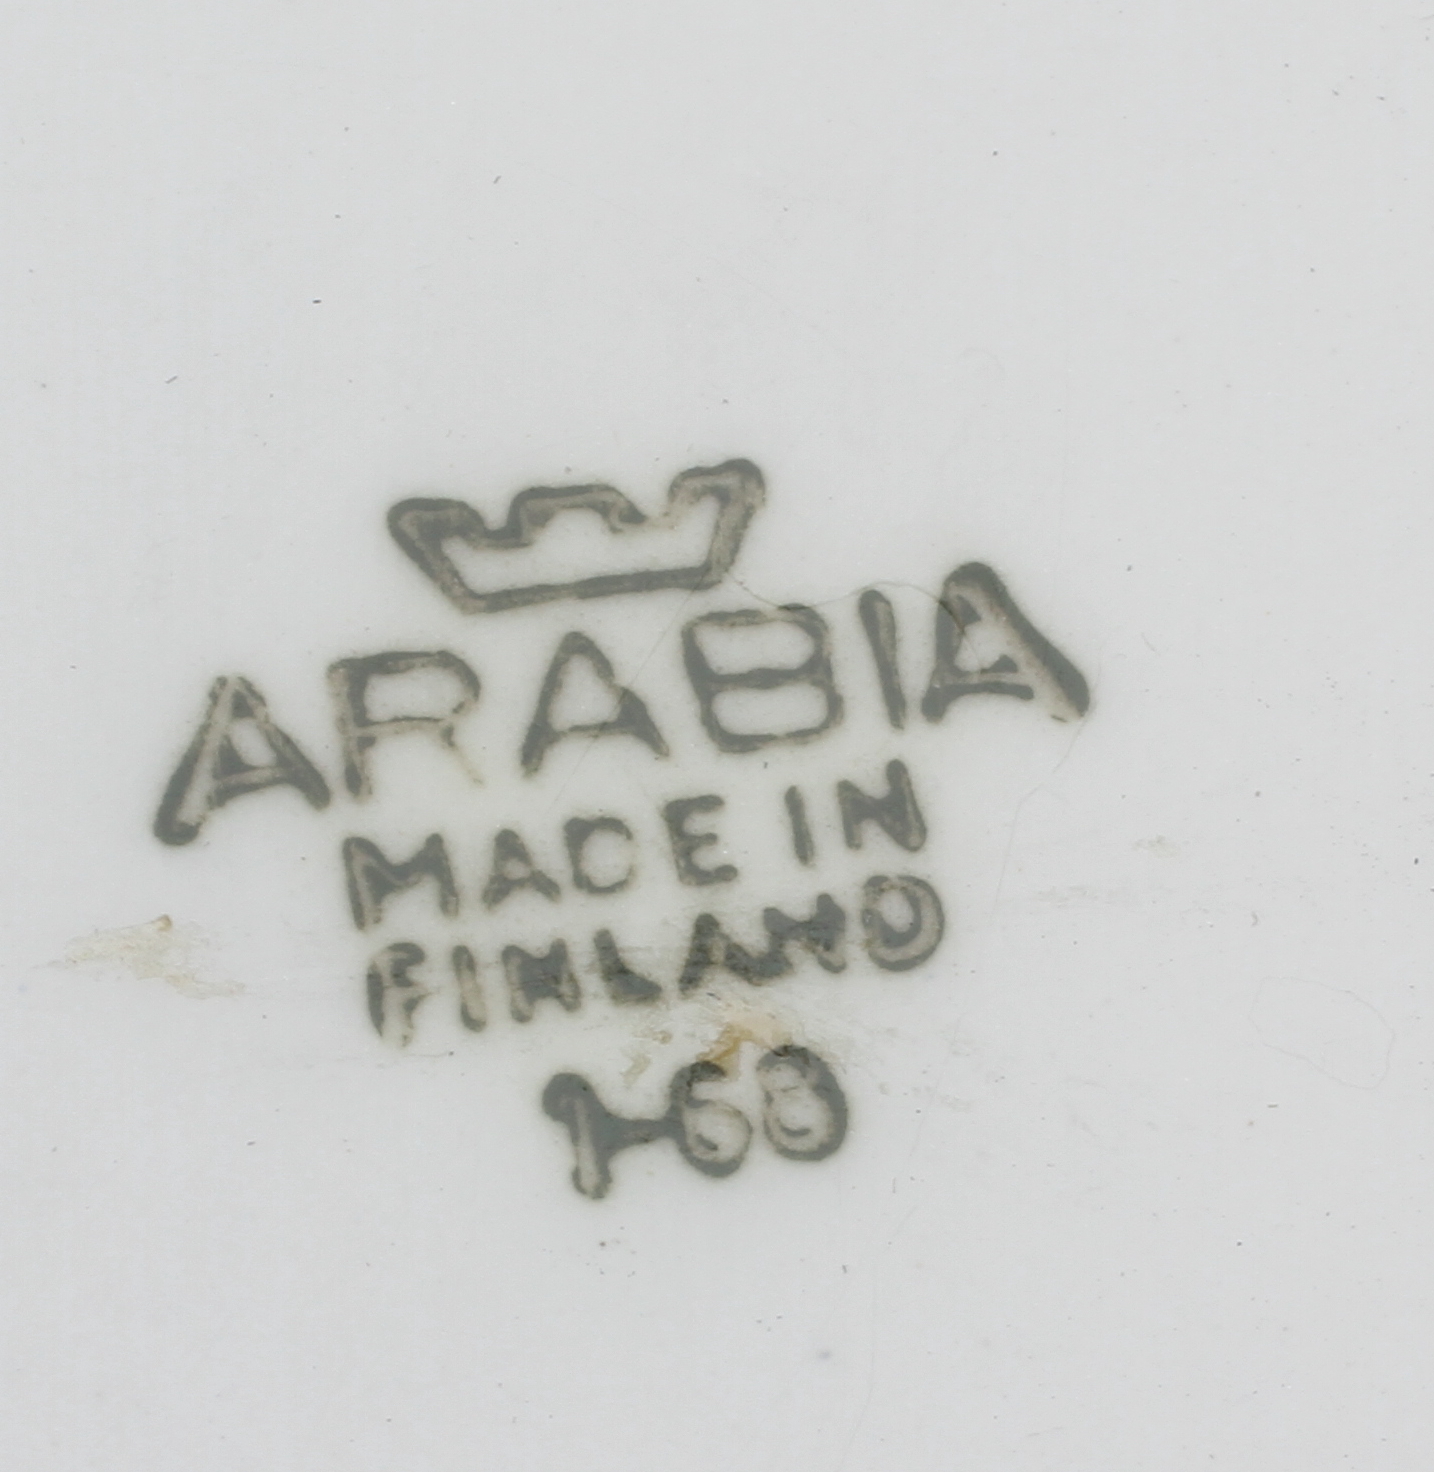 ARABIA
MADE IN
FINLAND
1-68